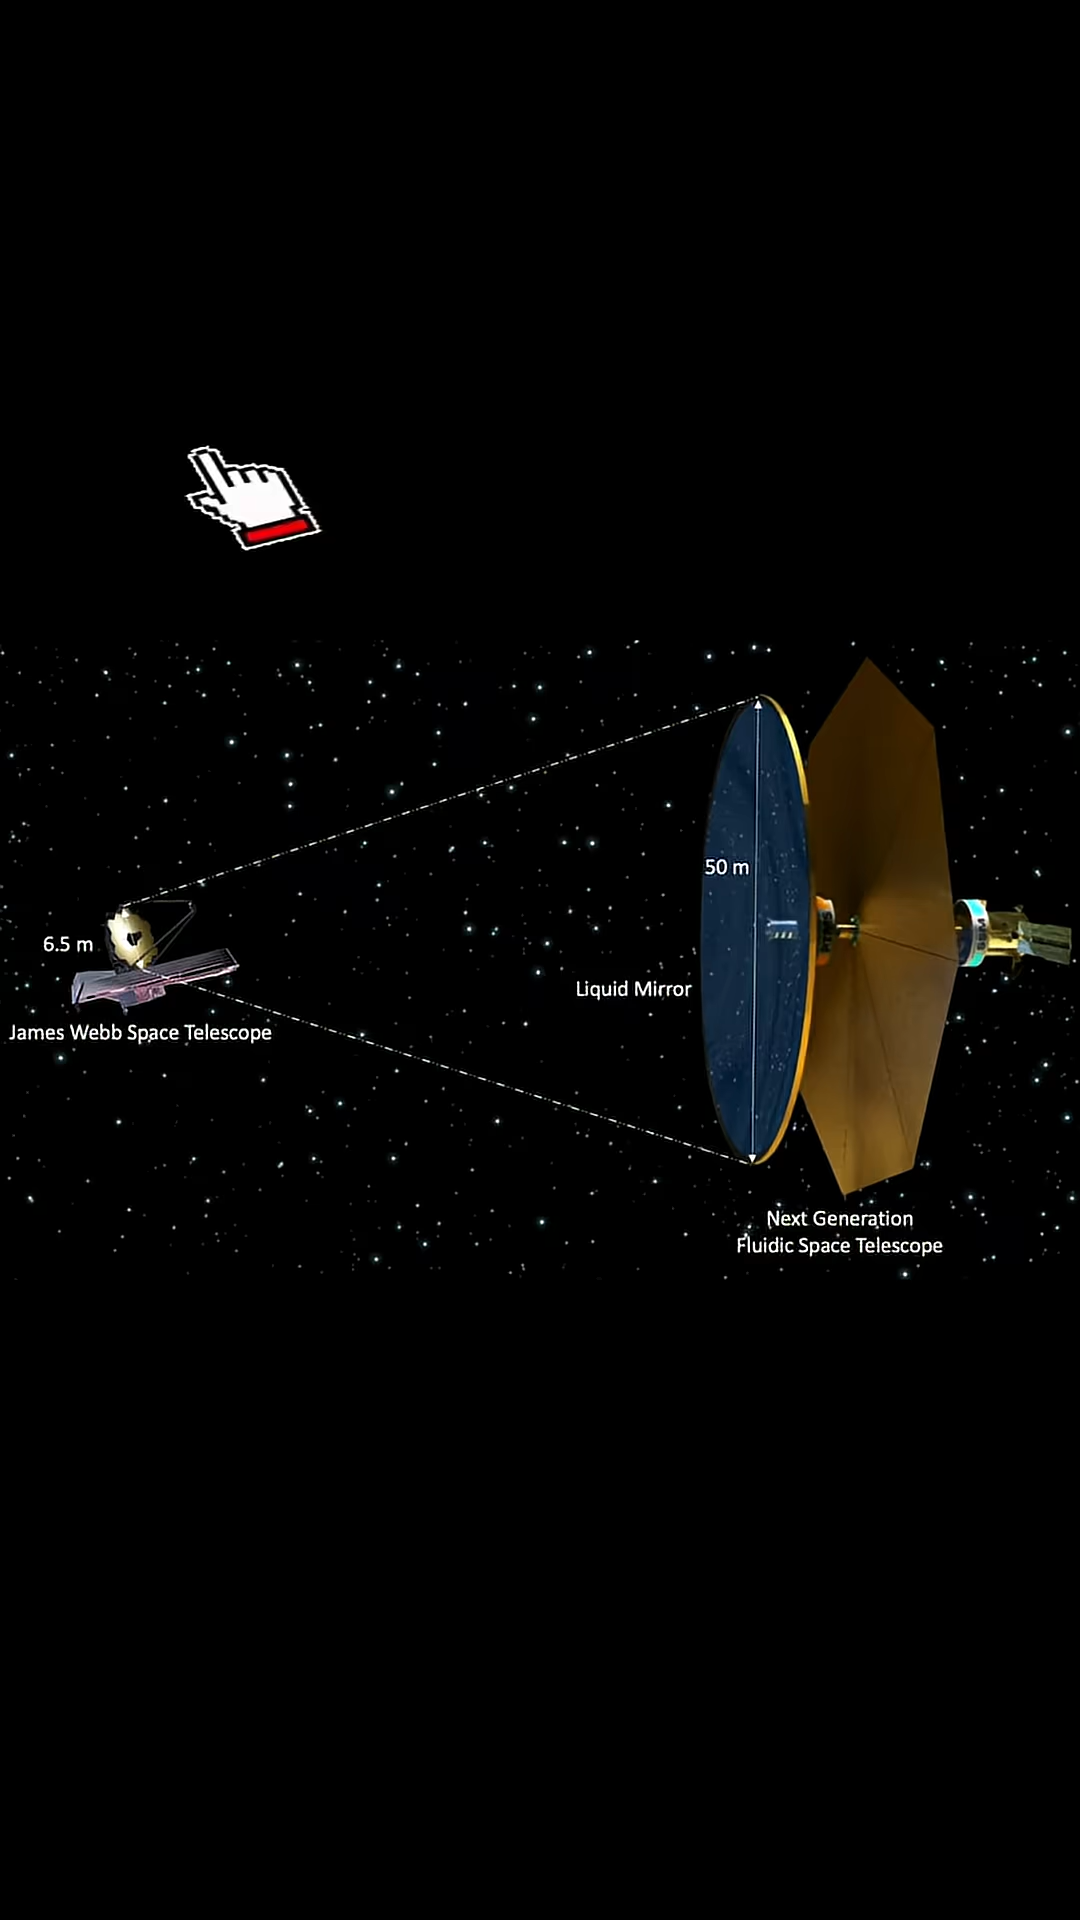 50 m
6.5 m
Liquid Mirror
James Webb Space Telescope
Next Generation
Fluidic Space Telescope